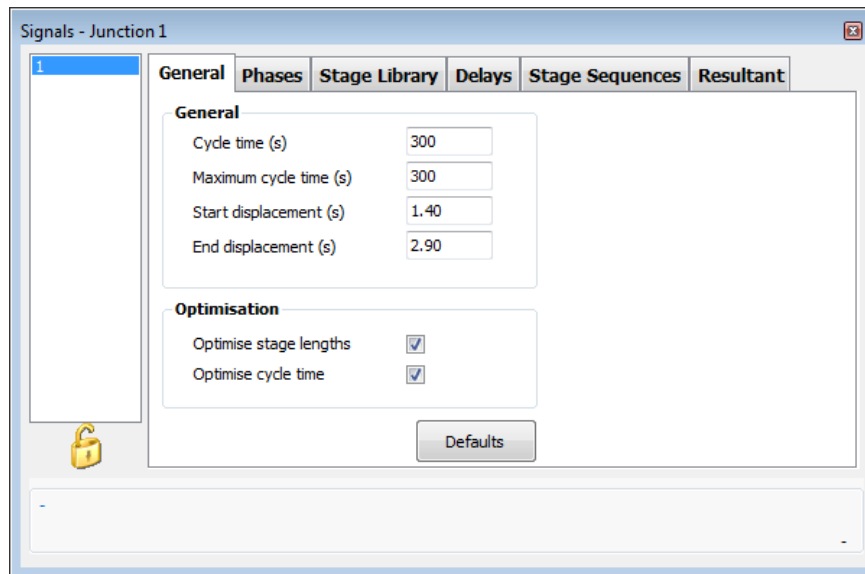 Signals - Junction 1
1
General Phases Stage Library Delays Stage Sequences Resultant
General
Cycle time (s) 300
Maximum cycle time (s) 300
Start displacement (s) 1.40
End displacement (s) 2.90
Optimisation
Optimise stage lengths
Optimise cycle time
Defaults
-
-